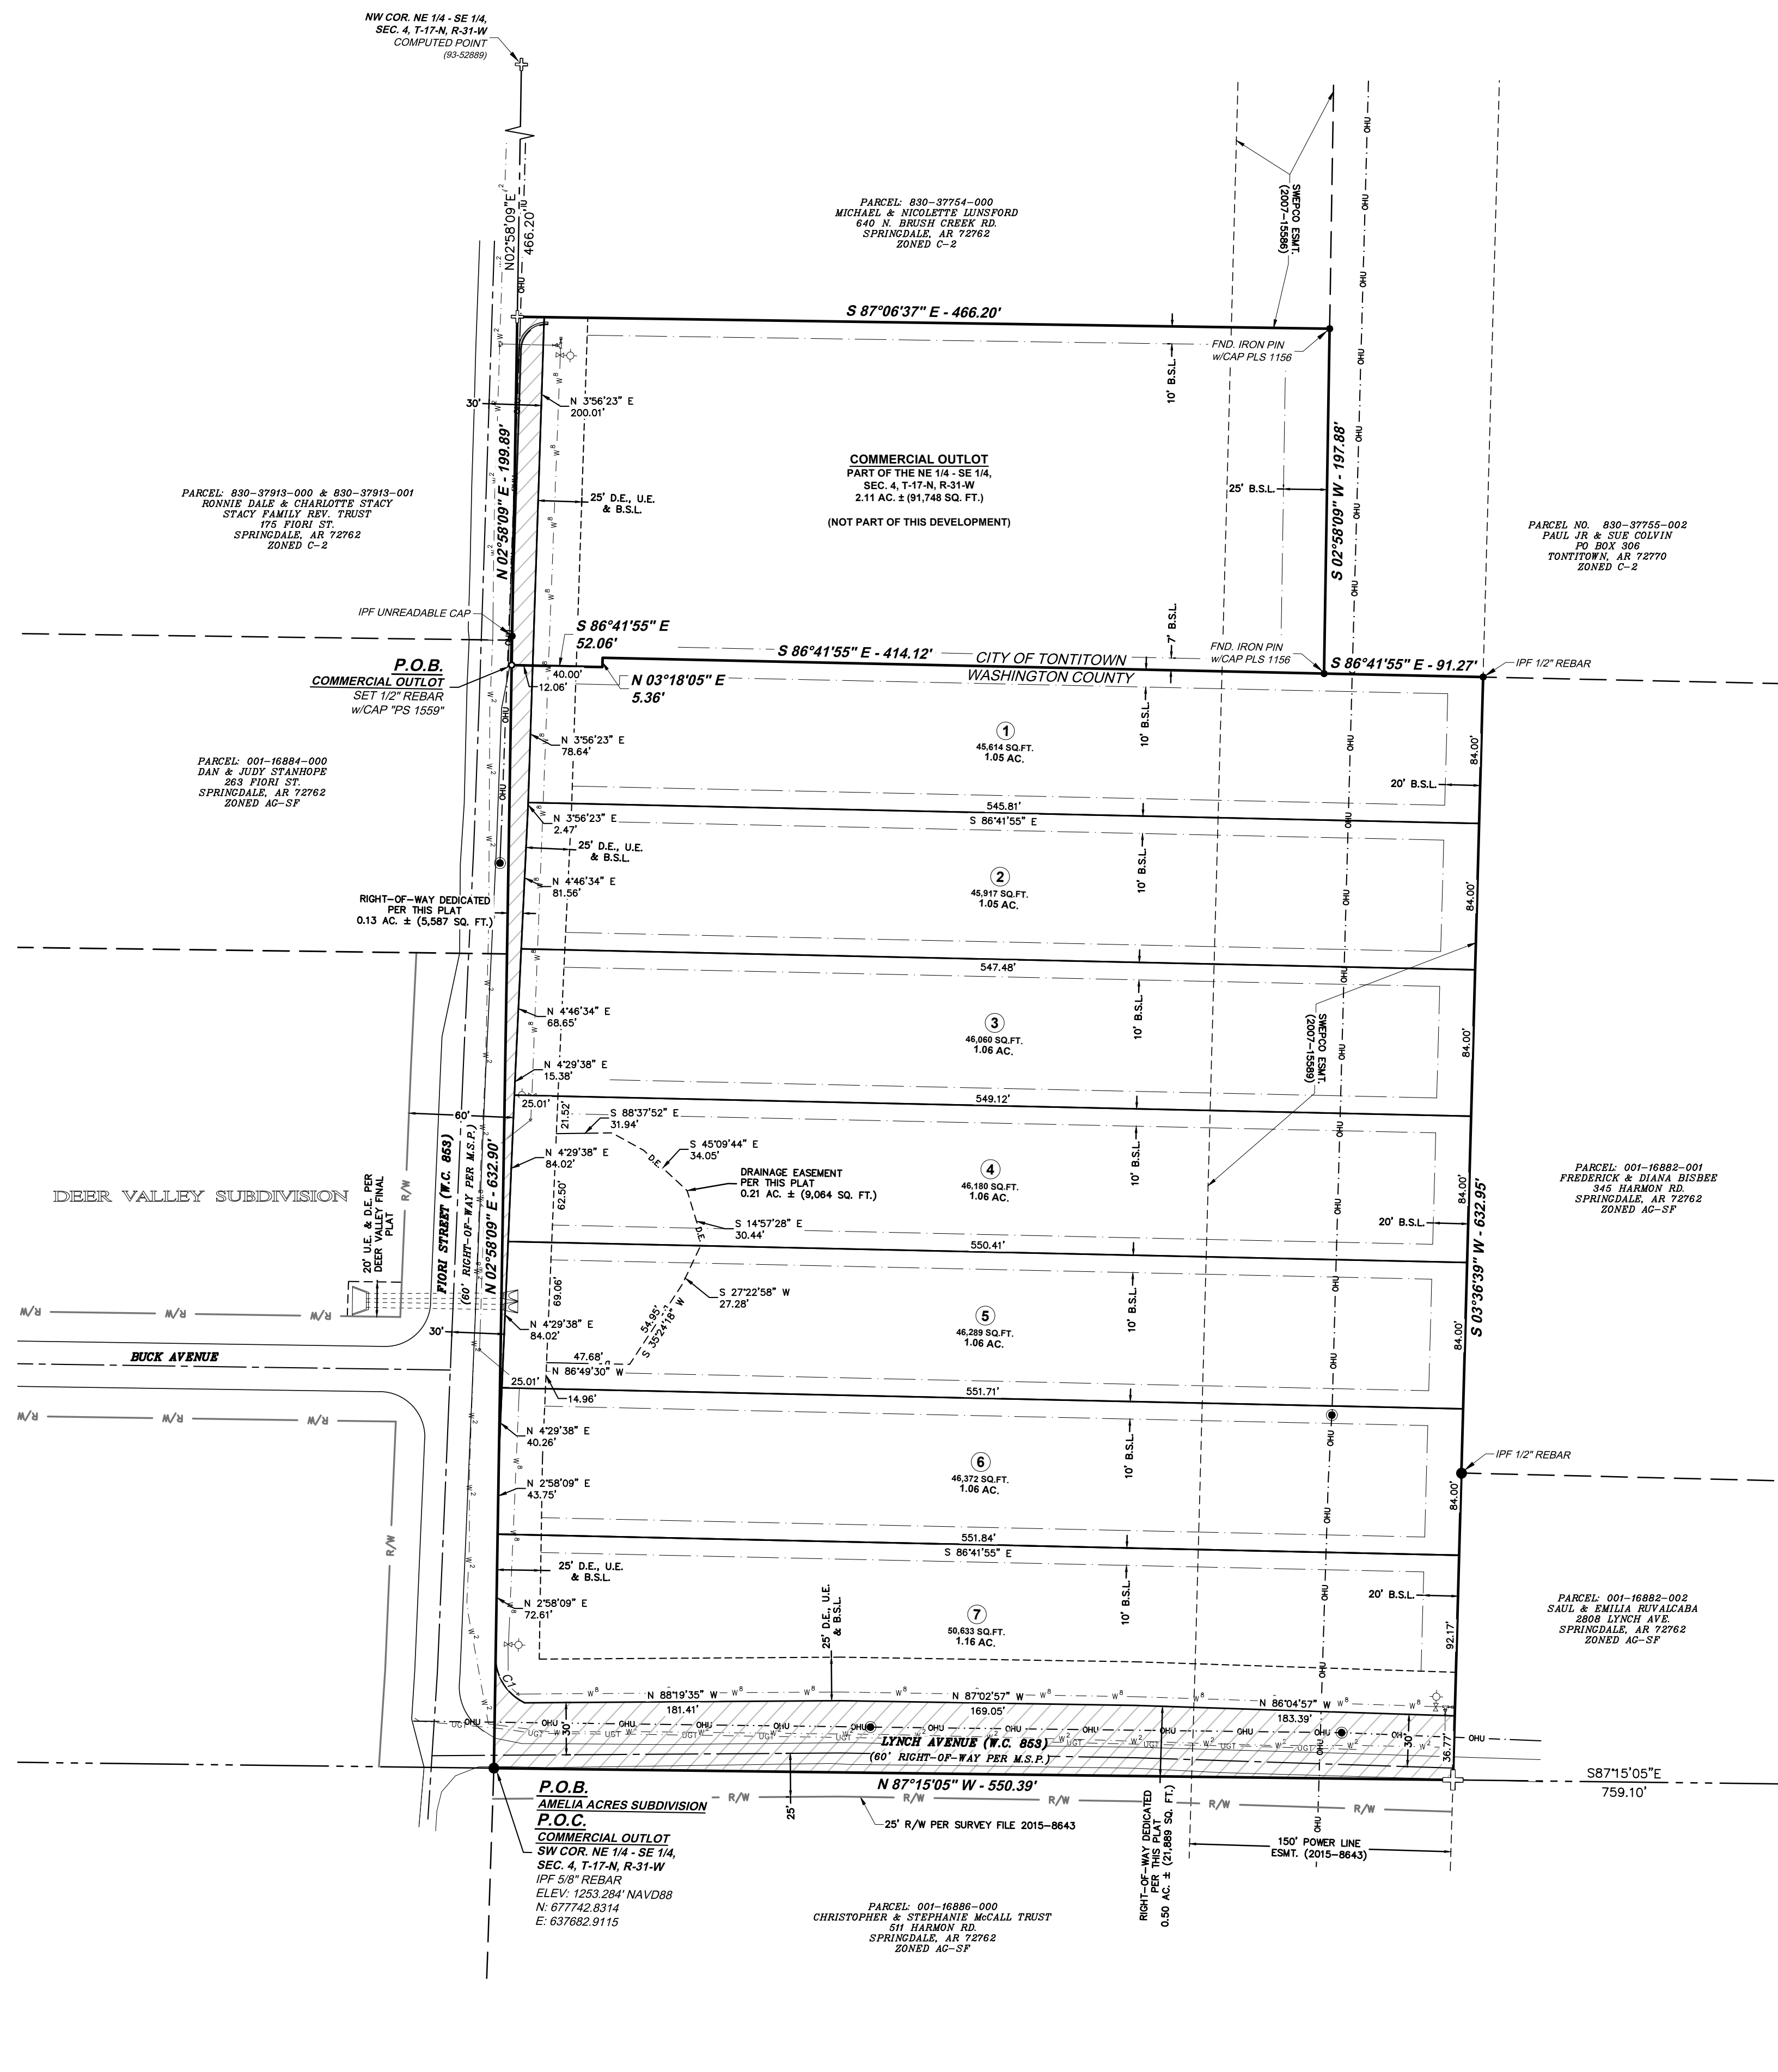 NW COR. NE 1/4 - SE 1/4,
SEC. 4, T-17-N, R-31-W
COMPUTED POINT
(93-52889)
N02°58'09"E
466.20'
SWEPCO ESMT.
(2007-15586)
PARCEL: 830-37754-000
MICHAEL & NICOLETTE LUNSFORD
640 N. BRUSH CREEK RD.
SPRINGDALE, AR 72762
ZONED C-2
S 87°06'37" E - 466.20'
FND. IRON PIN
w/CAP PLS 1156
10' B.S.L.
30'
N 3°56'23" E
200.01'
N 02°58'09" E - 199.89'
COMMERCIAL OUTLOT
PART OF THE NE 1/4 - SE 1/4,
SEC. 4, T-17-N, R-31-W
2.11 AC. ± (91,748 SQ. FT.)
(NOT PART OF THIS DEVELOPMENT)
25' B.S.L.
S 02°58'09" W - 197.88'
25' D.E., U.E.
& B.S.L.
PARCEL: 830-37913-000 & 830-37913-001
RONNIE DALE & CHARLOTTE STACY
STACY FAMILY REV. TRUST
175 FIORI ST.
SPRINGDALE, AR 72762
ZONED C-2
PARCEL NO. 830-37755-002
PAUL JR & SUE COLVIN
PO BOX 306
TONTITOWN, AR 72770
ZONED C-2
IPF UNREADABLE CAP
S 86°41'55" E
52.06'
7' B.S.L.
S 86°41'55" E - 414.12'
CITY OF TONTITOWN
WASHINGTON COUNTY
FND. IRON PIN
w/CAP PLS 1156
S 86°41'55" E - 91.27'
IPF 1/2" REBAR
P.O.B.
COMMERCIAL OUTLOT
SET 1/2" REBAR
w/CAP "PS 1559"
40.00'
12.06'
N 03°18'05" E
5.36'
10' B.S.L.
1
45,614 SQ.FT.
1.05 AC.
84.00'
N 3°56'23" E
78.64'
20' B.S.L.
PARCEL: 001-16884-000
DAN & JUDY STANHOPE
263 FIORI ST.
SPRINGDALE, AR 72762
ZONED AG-SF
545.81'
S 86°41'55" E
N 3°56'23" E
2.47'
25' D.E., U.E.
& B.S.L.
10' B.S.L.
2
45,917 SQ.FT.
1.05 AC.
84.00'
N 4°46'34" E
81.56'
RIGHT-OF-WAY DEDICATED
PER THIS PLAT
0.13 AC. ± (5,587 SQ. FT.)
547.48'
N 4°46'34" E
68.65'
10' B.S.L.
3
46,060 SQ.FT.
1.06 AC.
SWEPCO ESMT.
(2007-15589)
84.00'
N 4°29'38" E
15.38'
549.12'
60'
25.01'
21.52'
S 88°37'52" E
31.94'
S 45°09'44" E
34.05'
D.E.
N 4°29'38" E
84.02'
DRAINAGE EASEMENT
PER THIS PLAT
0.21 AC. ± (9,064 SQ. FT.)
10' B.S.L.
4
46,180 SQ.FT.
1.06 AC.
84.00'
20' B.S.L.
62.50'
S 14°57'28" E
30.44'
D.E.
DEER VALLEY SUBDIVISION
20' U.E. & D.E. PER
DEER VALLEY FINAL
PLAT
R/W
FIORI STREET (W.C. 853)
(60' RIGHT-OF-WAY PER M.S.P.)
N 02°58'09" E - 632.90'
S 03°36'39" W - 632.95'
PARCEL: 001-16882-001
FREDERICK & DIANA BISBEE
345 HARMON RD.
SPRINGDALE, AR 72762
ZONED AG-SF
550.41'
69.06'
S 27°22'58" W
27.28'
54.95'
S 35°24'18" W
10' B.S.L.
5
46,289 SQ.FT.
1.06 AC.
84.00'
R/W R/W R/W
30'
N 4°29'38" E
84.02'
47.68'
N 86°49'30" W
BUCK AVENUE
25.01'
14.96'
551.71'
R/W R/W R/W
N 4°29'38" E
40.26'
10' B.S.L.
6
46,372 SQ.FT.
1.06 AC.
IPF 1/2" REBAR
84.00'
N 2°58'09" E
43.75'
R/W
551.84'
S 86°41'55" E
25' D.E., U.E.
& B.S.L.
N 2°58'09" E
72.61'
25' D.E., U.E.
& B.S.L.
10' B.S.L.
7
50,633 SQ.FT.
1.16 AC.
20' B.S.L.
92.17'
PARCEL: 001-16882-002
SAUL & EMILIA RUVALCABA
2808 LYNCH AVE.
SPRINGDALE, AR 72762
ZONED AG-SF
C1
N 88°19'35" W
181.41'
N 87°02'57" W
169.05'
N 86°04'57" W
183.39'
OHU OHU OHU OHU OHU OHU OHU OHU
UGT UGT UGT UGT UGT UGT UGT UGT
30'
LYNCH AVENUE (W.C. 853)
(60' RIGHT-OF-WAY PER M.S.P.)
30'
36.77'
N 87°15'05" W - 550.39'
S87°15'05"E
759.10'
P.O.B.
AMELIA ACRES SUBDIVISION
P.O.C.
COMMERCIAL OUTLOT
SW COR. NE 1/4 - SE 1/4,
SEC. 4, T-17-N, R-31-W
IPF 5/8" REBAR
ELEV: 1253.284' NAVD88
N: 677742.8314
E: 637682.9115
R/W R/W R/W R/W R/W
25'
25' R/W PER SURVEY FILE 2015-8643
RIGHT-OF-WAY DEDICATED
PER THIS PLAT
0.50 AC. ± (21,889 SQ. FT.)
150' POWER LINE
ESMT. (2015-8643)
PARCEL: 001-16886-000
CHRISTOPHER & STEPHANIE McCALL TRUST
511 HARMON RD.
SPRINGDALE, AR 72762
ZONED AG-SF